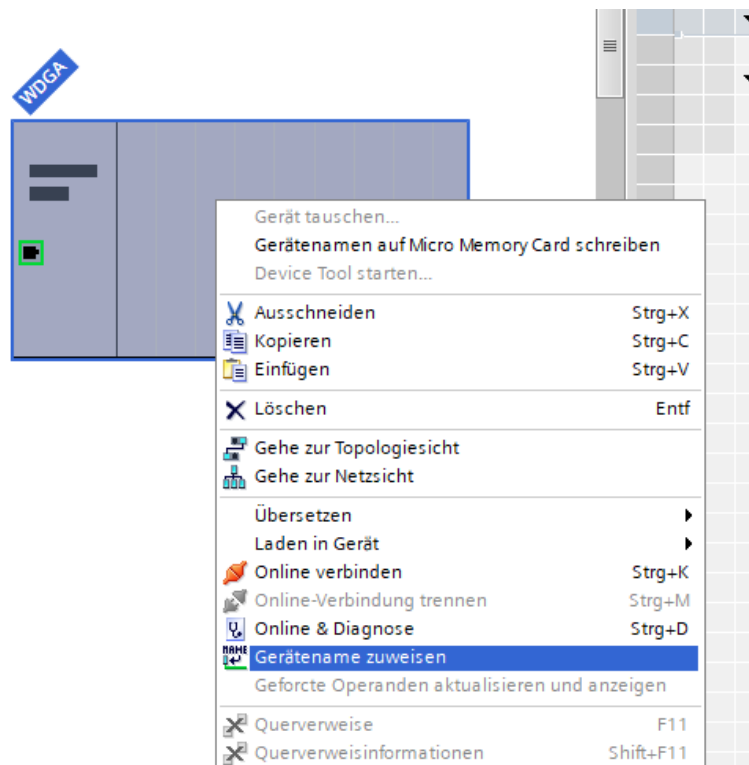 WDGA
Gerät tauschen...
Gerätenamen auf Micro Memory Card schreiben
Device Tool starten...
Ausschneiden Strg+X
Kopieren Strg+C
Einfügen Strg+V
Löschen Entf
Gehe zur Topologiesicht
Gehe zur Netzsicht
Übersetzen
Laden in Gerät
Online verbinden Strg+K
Online-Verbindung trennen Strg+M
Online & Diagnose Strg+D
NAME Gerätename zuweisen
Geforcte Operanden aktualisieren und anzeigen
Querverweise F11
Querverweisinformationen Shift+F11